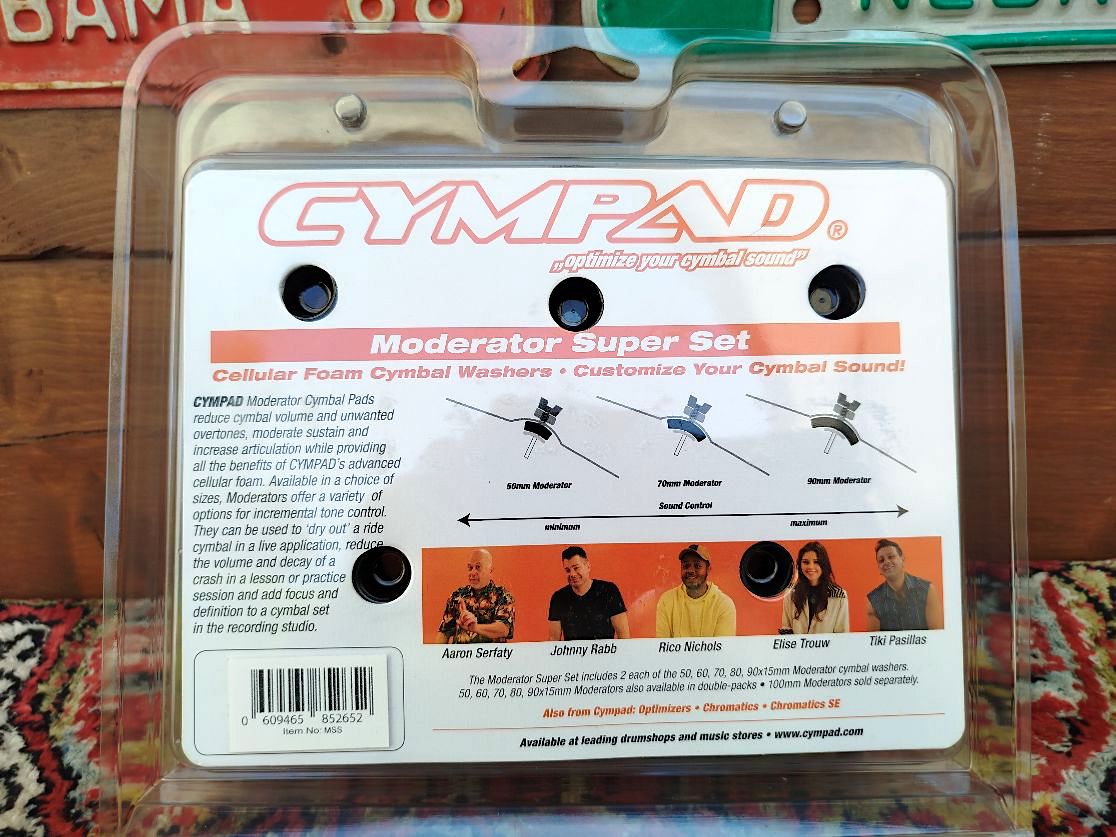 BAMA 68
CYMPAD®
„optimize your cymbal sound”
Moderator Super Set
Cellular Foam Cymbal Washers • Customize Your Cymbal Sound!
CYMPAD Moderator Cymbal Pads
reduce cymbal volume and unwanted
overtones, moderate sustain and
increase articulation while providing
all the benefits of CYMPAD's advanced
cellular foam. Available in a choice of
sizes, Moderators offer a variety of
options for incremental tone control.
They can be used to 'dry out' a ride
cymbal in a live application, reduce
the volume and decay of a
crash in a lesson or practice
session and add focus and
definition to a cymbal set
in the recording studio.
50mm Moderator
70mm Moderator
90mm Moderator
Sound Control
minimum
maximum
Aaron Serfaty
Johnny Rabb
Rico Nichols
Elise Trouw
Tiki Pasillas
The Moderator Super Set includes 2 each of the 50, 60, 70, 80, 90x15mm Moderator cymbal washers.
50, 60, 70, 80, 90x15mm Moderators also available in double-packs • 100mm Moderators sold separately.
Also from Cympad: Optimizers • Chromatics • Chromatics SE
Available at leading drumshops and music stores • www.cympad.com
0 609465 852652
Item No: MSS